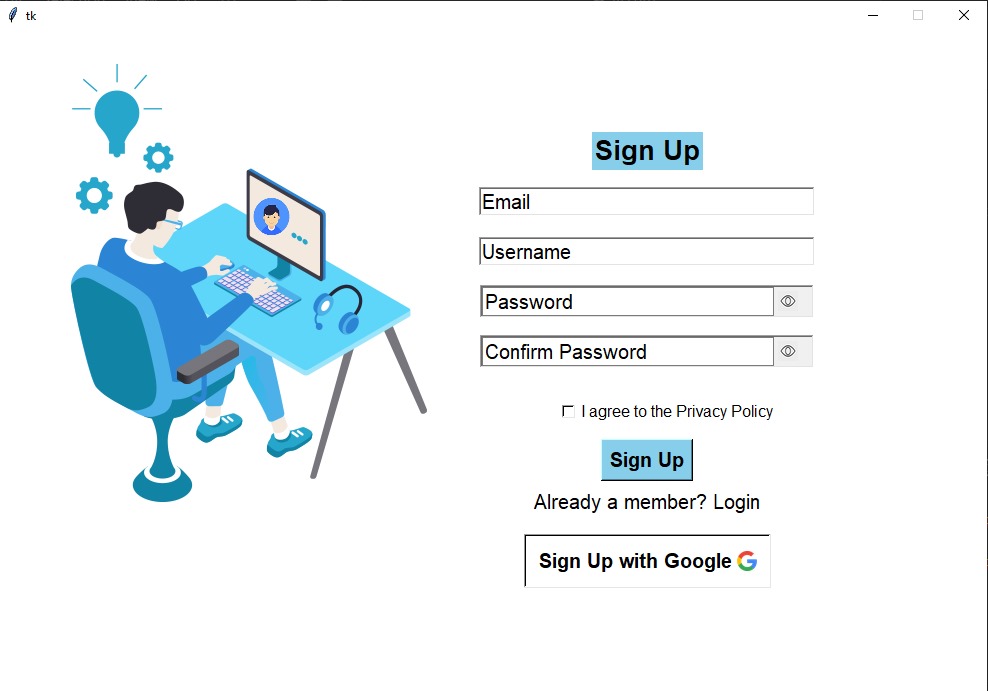 tk
Sign Up
Email
Username
Password
Confirm Password
I agree to the Privacy Policy
Sign Up
Already a member? Login
Sign Up with Google